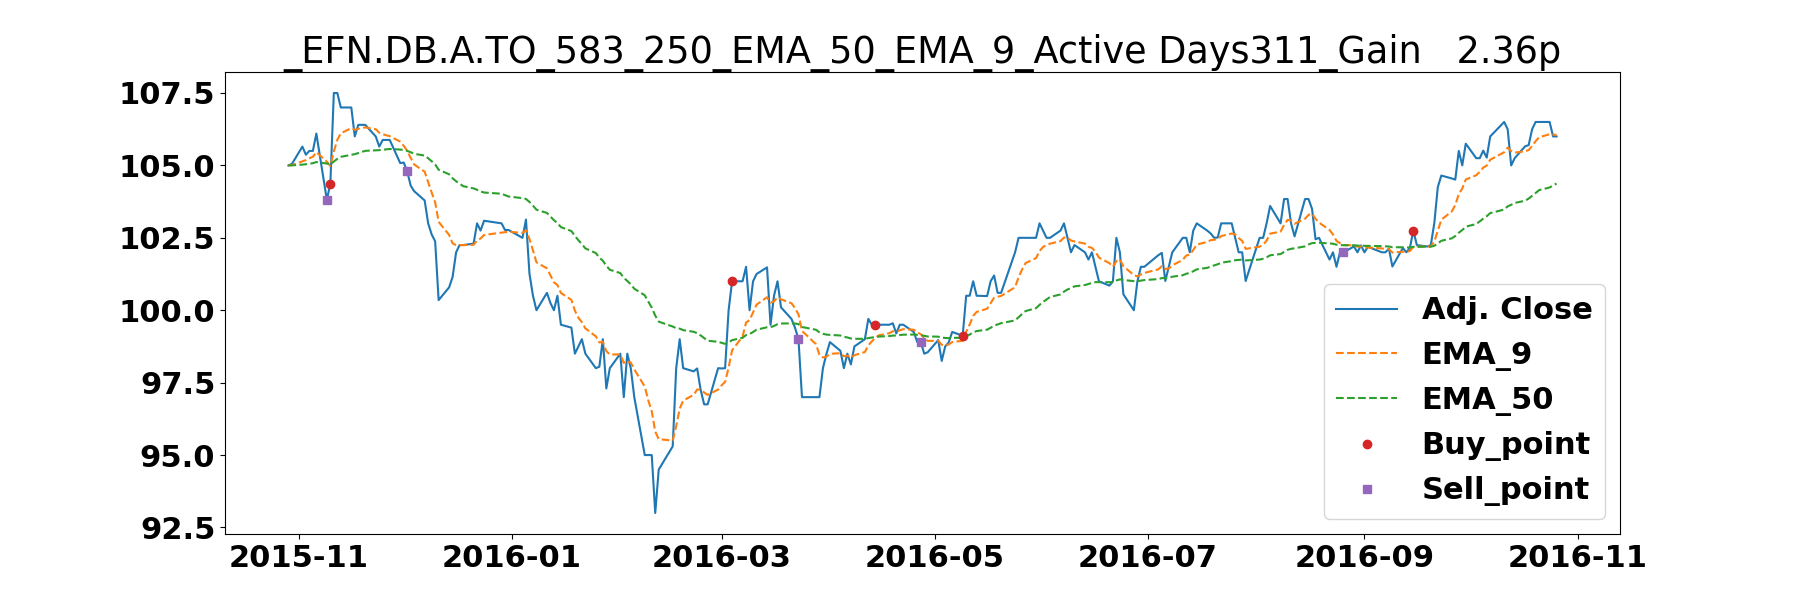 _EFN.DB.A.TO_583_250_EMA_50_EMA_9_Active Days311_Gain   2.36p
107.5
105.0
102.5
100.0
97.5
95.0
92.5
2015-11
2016-01
2016-03
2016-05
2016-07
2016-09
2016-11
Adj. Close
EMA_9
EMA_50
Buy_point
Sell_point